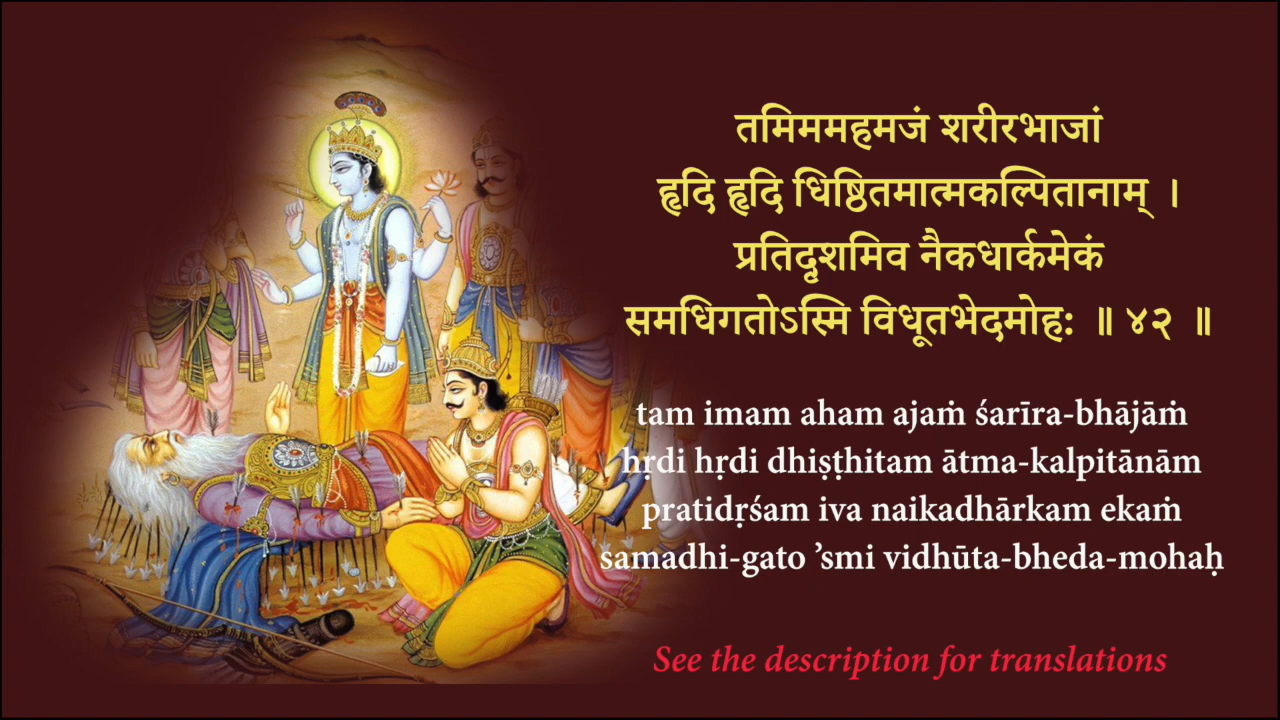 तमिममहमजं शरीरभाजां
हृदि हृदि धिष्ठितमात्मकल्पितानाम् ।
प्रतिदृशमिव नैकधार्कमेकं
समधिगतोऽस्मि विधूतभेदमोह: ॥ ४२ ॥
tam imam aham ajaṁ śarīra-bhājāṁ
hṛdi hṛdi dhiṣṭhitam ātma-kalpitānām
pratidṛśam iva naikadhārkam ekaṁ
samadhi-gato ’smi vidhūta-bheda-mohaḥ
See the description for translations